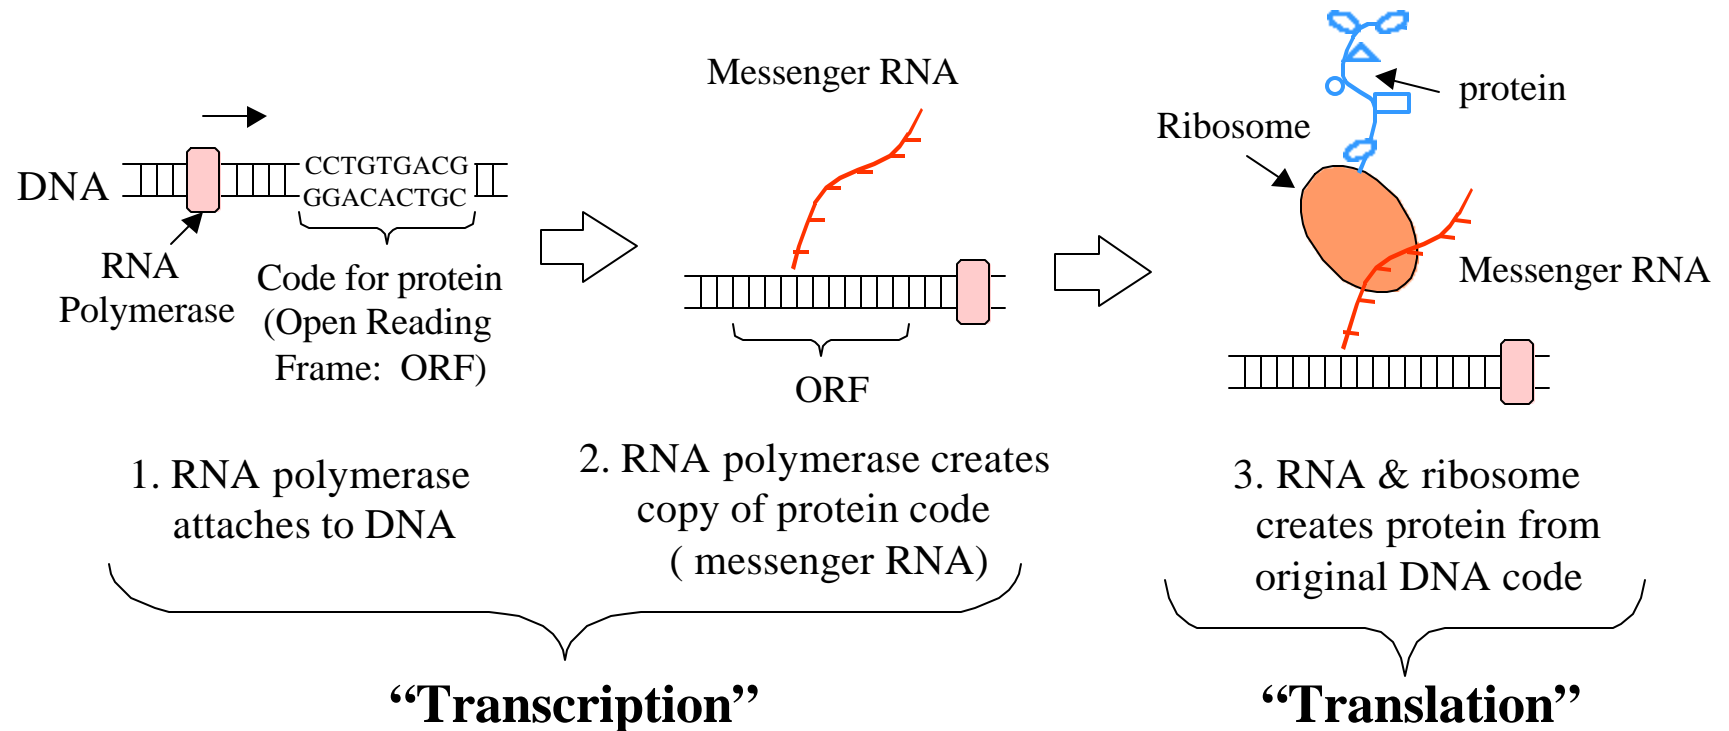 DNA
CCTGTGACG
GGACACTGC
RNA
Polymerase
Code for protein
(Open Reading
Frame: ORF)
1. RNA polymerase
attaches to DNA
Messenger RNA
ORF
2. RNA polymerase creates
copy of protein code
( messenger RNA)
“Transcription”
protein
Ribosome
Messenger RNA
3. RNA & ribosome
creates protein from
original DNA code
“Translation”